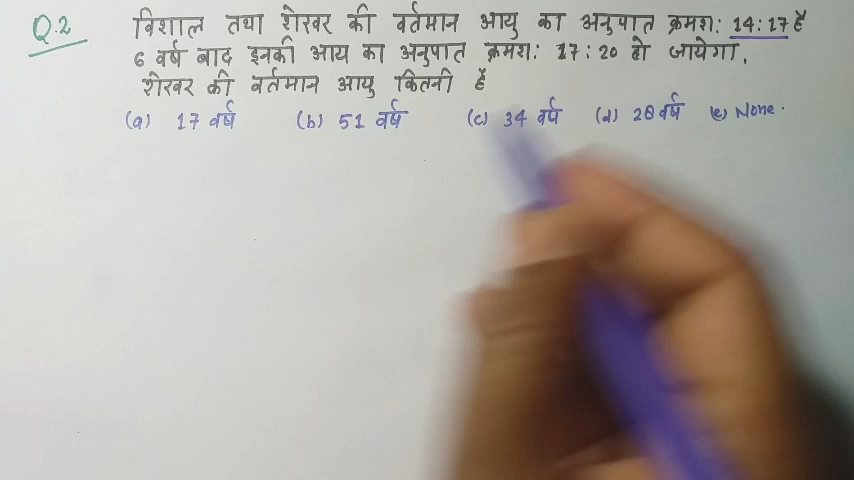 Q.2 विशाल तथा शेखर की वर्तमान आयु का अनुपात क्रमश: 14:17 है
6 वर्ष बाद इनकी आय का अनुपात क्रमश: 17:20 हो जायेगा.
शेखर की वर्तमान आयु कितनी है
(a) 17 वर्ष (b) 51 वर्ष (c) 34 वर्ष (d) 28 वर्ष (e) None.